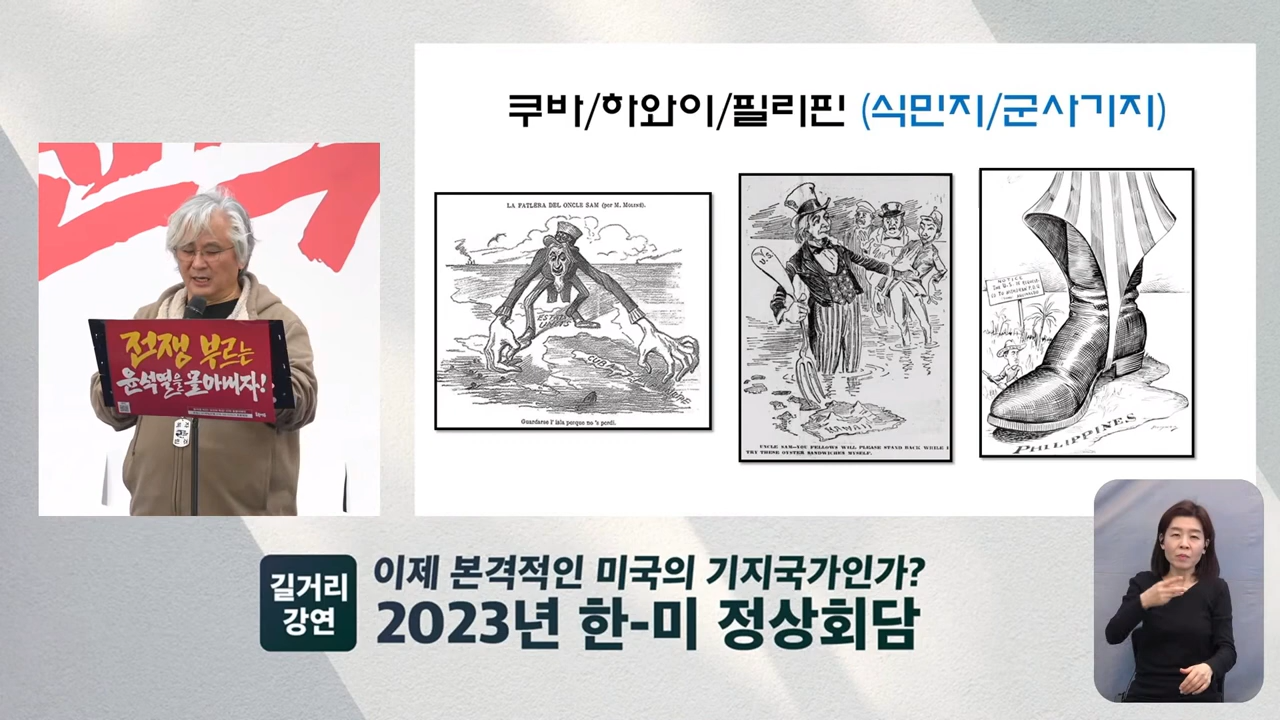 쿠바/하와이/필리핀 (식민지/군사기지)
LA FATLERA DEL ONCLE SAM (por M. Moliné).
CUBA
Guardarse l' isla porque no 's perdi.
U.S.
HAWAII
UNCLE SAM—YOU FELLOWS WILL PLEASE STAND BACK WHILE I
TRY THESE OYSTER SANDWICHES MYSELF.
NOTICE
PHILIPPINES
전쟁 부르는
윤석열을 몰아내자!
길거리
강연
이제 본격적인 미국의 기지국가인가?
2023년 한-미 정상회담